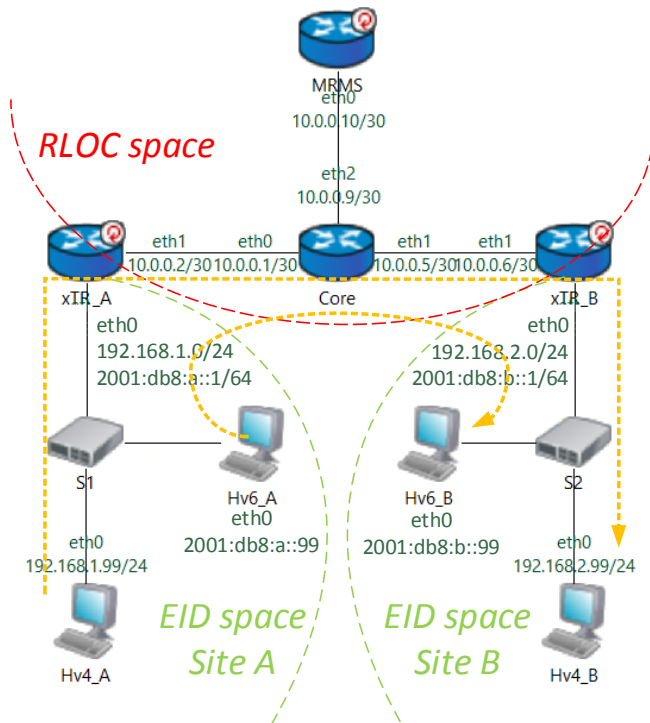 MRMS
eth0
10.0.0.10/30
RLOC space
eth2
10.0.0.9/30
eth1
10.0.0.2/30
eth0
10.0.0.1/30
eth1
10.0.0.5/30
eth1
10.0.0.6/30
xTR_A
Core
xTR_B
eth0
192.168.1.0/24
2001:db8:a::1/64
eth0
192.168.2.0/24
2001:db8:b::1/64
S1
Hv6_A
eth0
2001:db8:a::99
Hv6_B
eth0
2001:db8:b::99
S2
eth0
192.168.1.99/24
eth0
192.168.2.99/24
EID space
Site A
EID space
Site B
Hv4_A
Hv4_B